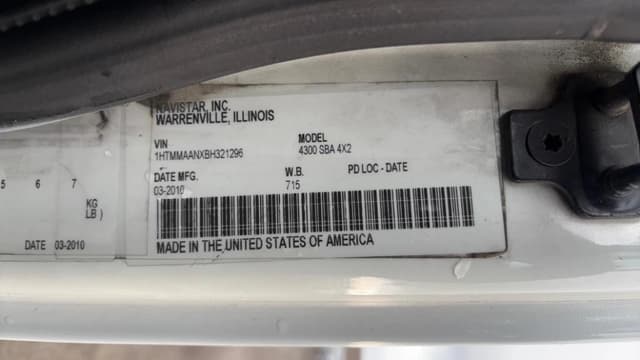 NAVISTAR, INC.
WARRENVILLE, ILLINOIS
VIN MODEL
1HTMMAANXBH321296 4300 SBA 4X2
DATE MFG. W.B. PD LOC - DATE
03-2010 715
5 6 7
KG
LB )
DATE 03-2010
MADE IN THE UNITED STATES OF AMERICA